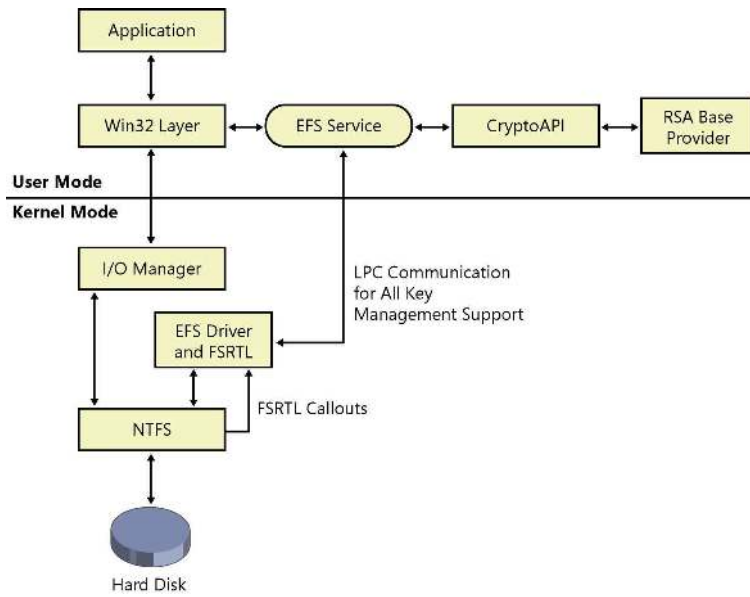 Application
Win32 Layer
EFS Service
CryptoAPI
RSA Base
Provider
User Mode
Kernel Mode
I/O Manager
LPC Communication
for All Key
Management Support
EFS Driver
and FSRTL
FSRTL Callouts
NTFS
Hard Disk